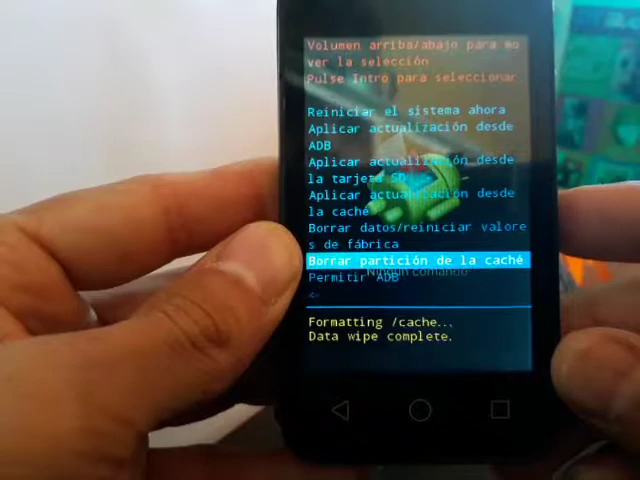 Volumen arriba/abajo para mo
ver la selección
Pulse Intro para seleccionar
Reiniciar el sistema ahora
Aplicar actualización desde
ADB
Aplicar actualización desde
la tarjeta SD
Aplicar actualización desde
la caché
Borrar datos/reiniciar valore
s de fábrica
Borrar partición de la caché
Ningún comando
Permitir ADB
<-
Formatting /cache...
Data wipe complete.